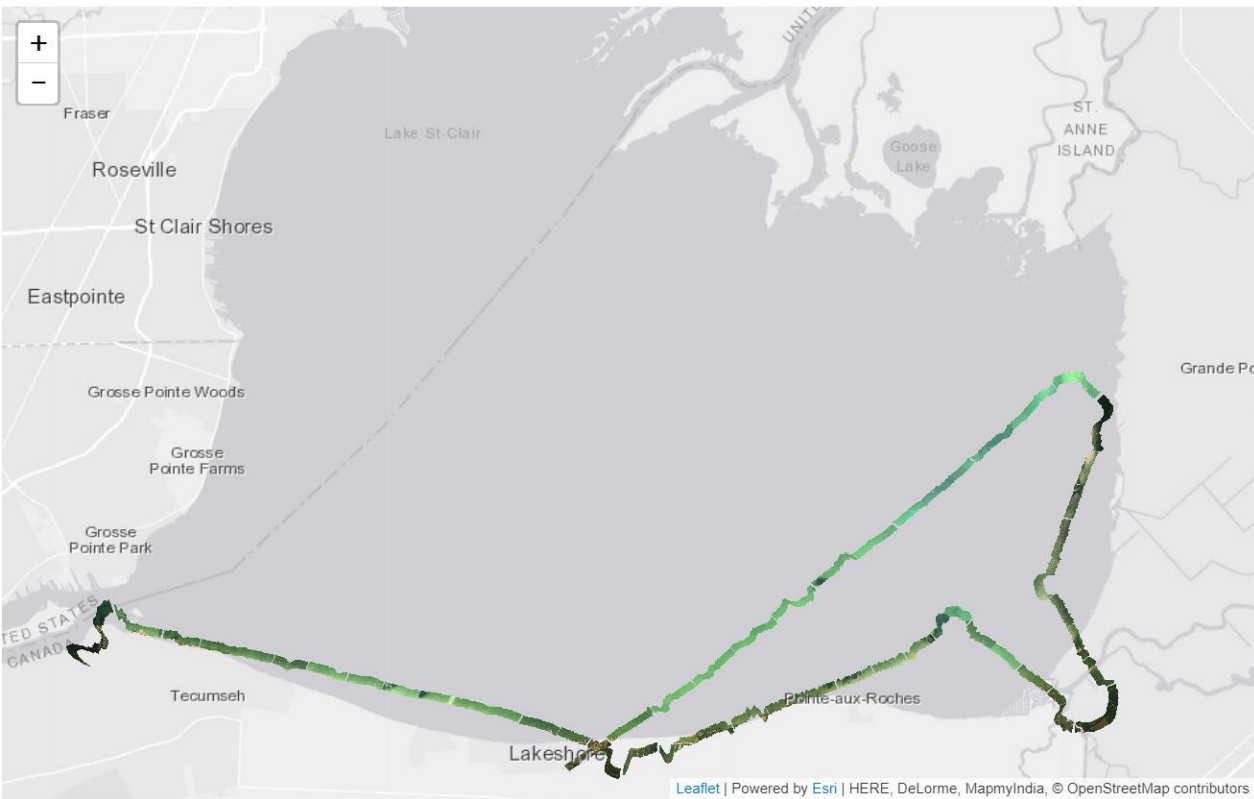 +
−
UNIT
Fraser
Lake St Clair
ST.
ANNE
ISLAND
Goose
Lake
Roseville
St Clair Shores
Eastpointe
Grande Po
Grosse Pointe Woods
Grosse
Pointe Farms
Grosse
Pointe Park
TED STATES
CANADA
Tecumseh
Pointe-aux-Roches
Lakeshore
Leaflet | Powered by Esri | HERE, DeLorme, MapmyIndia, © OpenStreetMap contributors